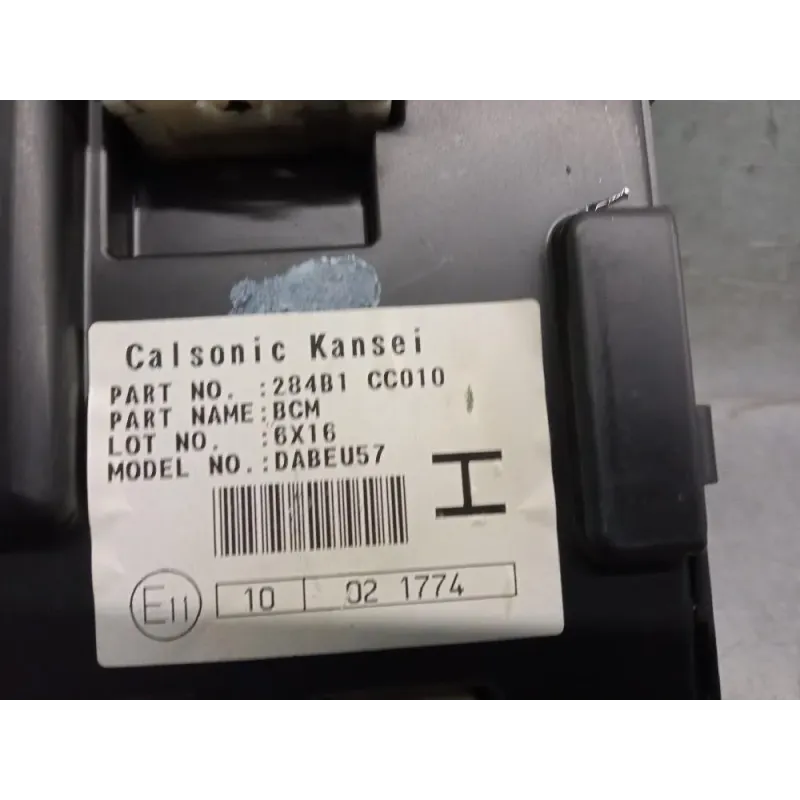 Calsonic Kansei
PART NO. :284B1 CC010
PART NAME:BCM
LOT NO. :6X16
MODEL NO.:DABEU57
H
E11 10 02 1774